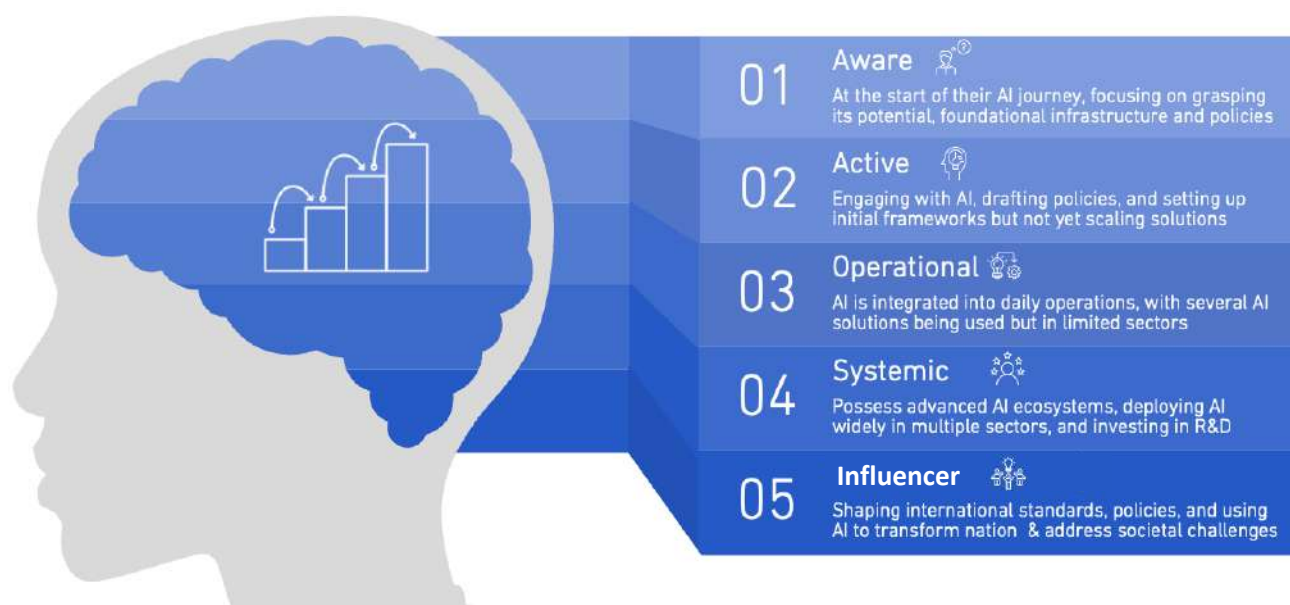 01
Aware
At the start of their AI journey, focusing on grasping
its potential, foundational infrastructure and policies
02
Active
Engaging with AI, drafting policies, and setting up
initial frameworks but not yet scaling solutions
03
Operational
AI is integrated into daily operations, with several AI
solutions being used but in limited sectors
04
Systemic
Possess advanced AI ecosystems, deploying AI
widely in multiple sectors, and investing in R&D
05
Influencer
Shaping international standards, policies, and using
AI to transform nation & address societal challenges